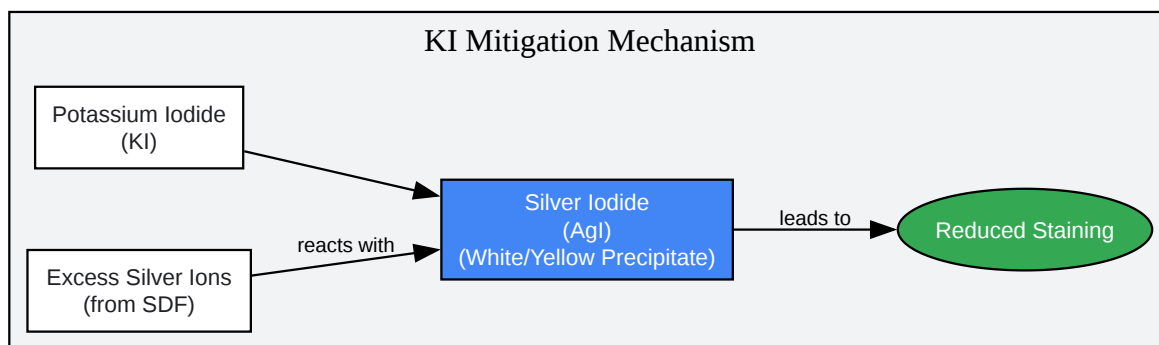 KI Mitigation Mechanism
Potassium Iodide
(KI)
Excess Silver Ions
(from SDF)
reacts with
Silver Iodide
(AgI)
(White/Yellow Precipitate)
leads to
Reduced Staining